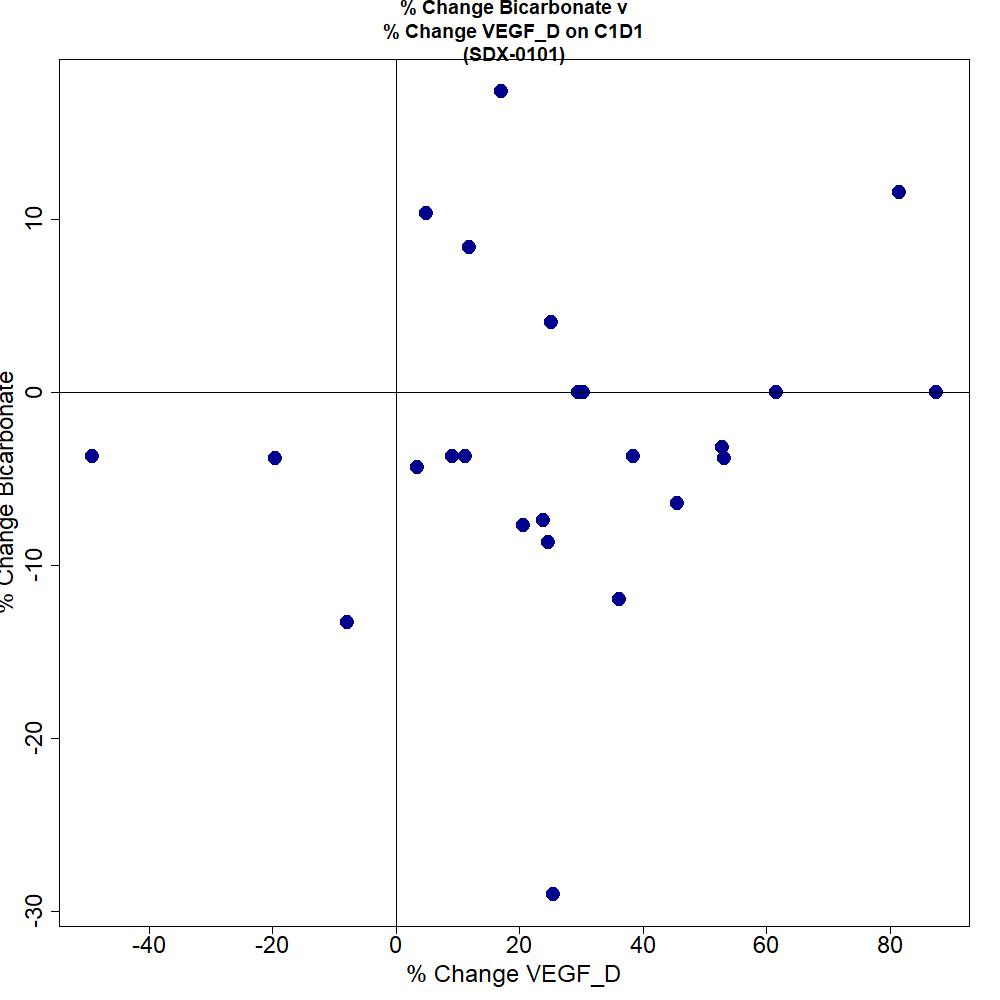 % Change Bicarbonate v
% Change VEGF_D on C1D1
(SDX-0101)
% Change Bicarbonate
10
0
-10
-20
-30
-40
-20
0
20
40
60
80
% Change VEGF_D